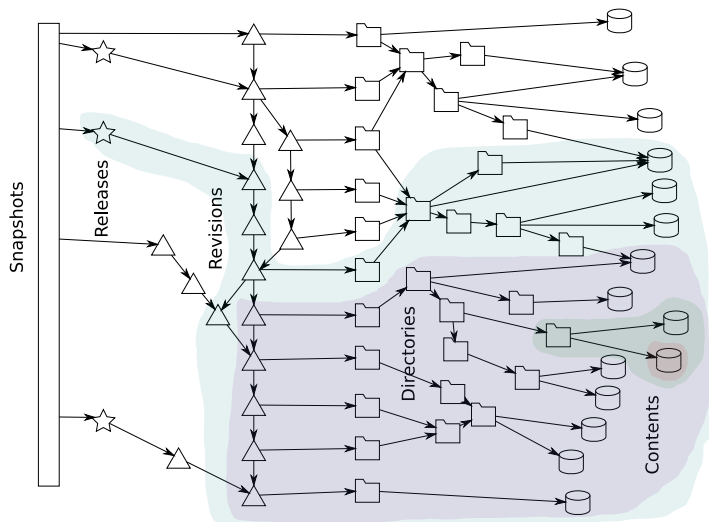 Snapshots
Releases
Revisions
Directories
Contents